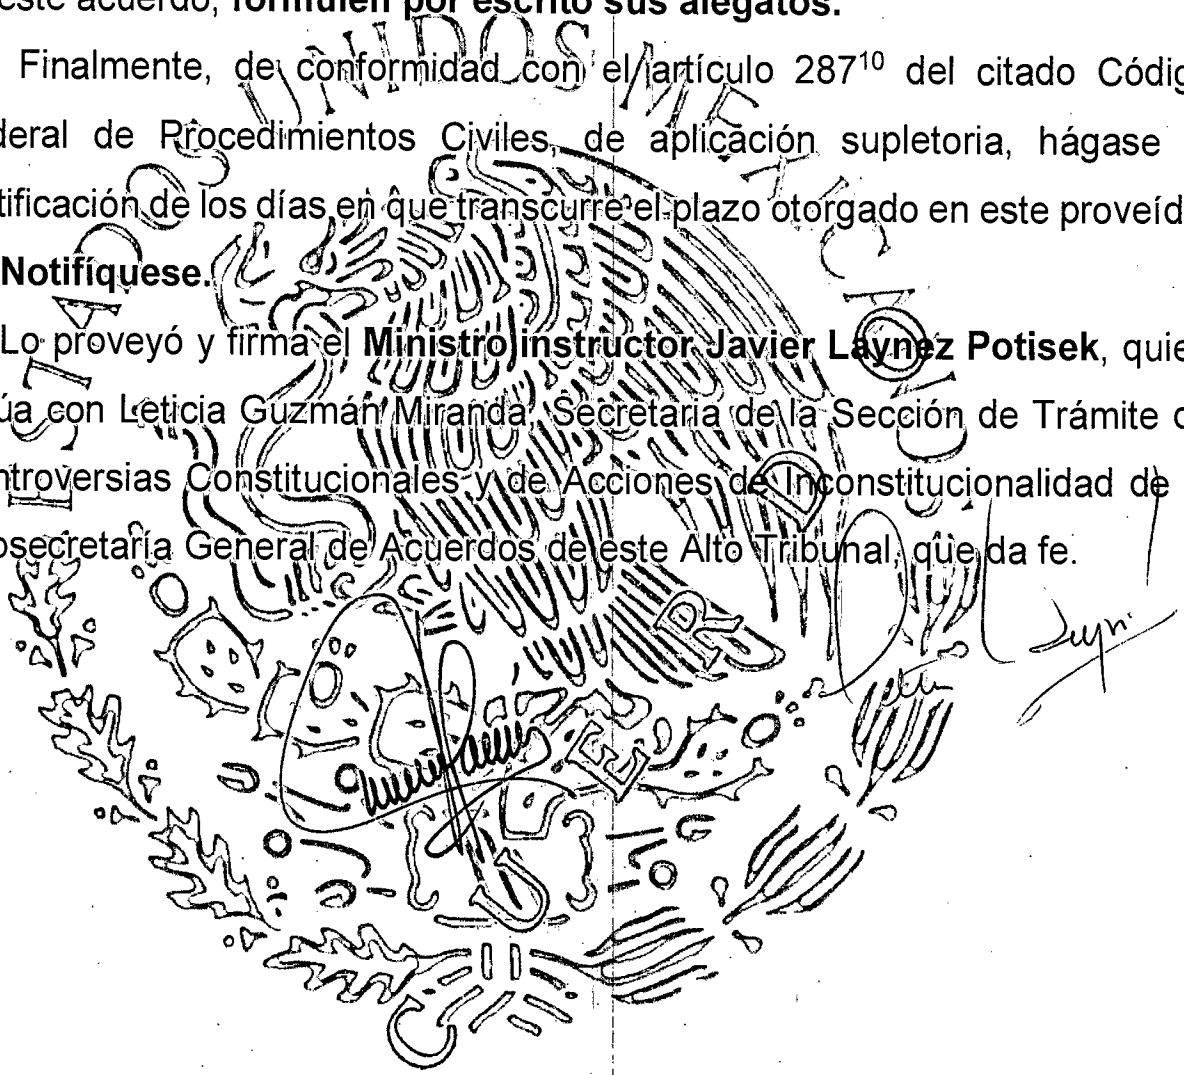 este acuerdo, formulen por escrito sus alegatos.
Finalmente, de conformidad con el artículo 287¹⁰ del citado Códig
deral de Procedimientos Civiles, de aplicación supletoria, hágase
tificación de los días en que transcurre el plazo otorgado en este proveíd
Notifíquese.
Lo proveyó y firma el Ministro instructor Javier Laynez Potisek, quie
úa con Leticia Guzmán Miranda, Secretaria de la Sección de Trámite d
ntroversias Constitucionales y de Acciones de Inconstitucionalidad de
osecretaría General de Acuerdos de este Alto Tribunal, que da fe.
ESTADOS UNIDOS MEXICANOS